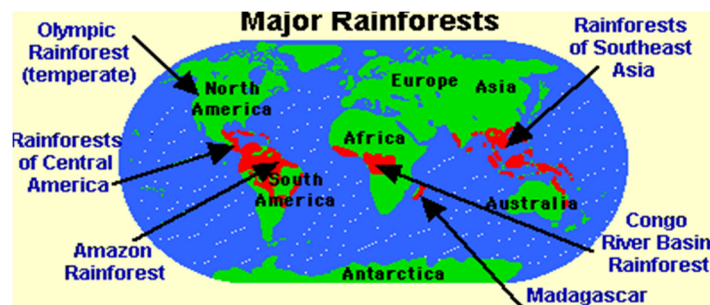 Major Rainforests
Olympic
Rainforest
(temperate)
Rainforests
of Southeast
Asia
North
America
Europe
Asia
Rainforests
of Central
America
Africa
South
America
Australia
Amazon
Rainforest
Congo
River Basin
Rainforest
Antarctica
Madagascar